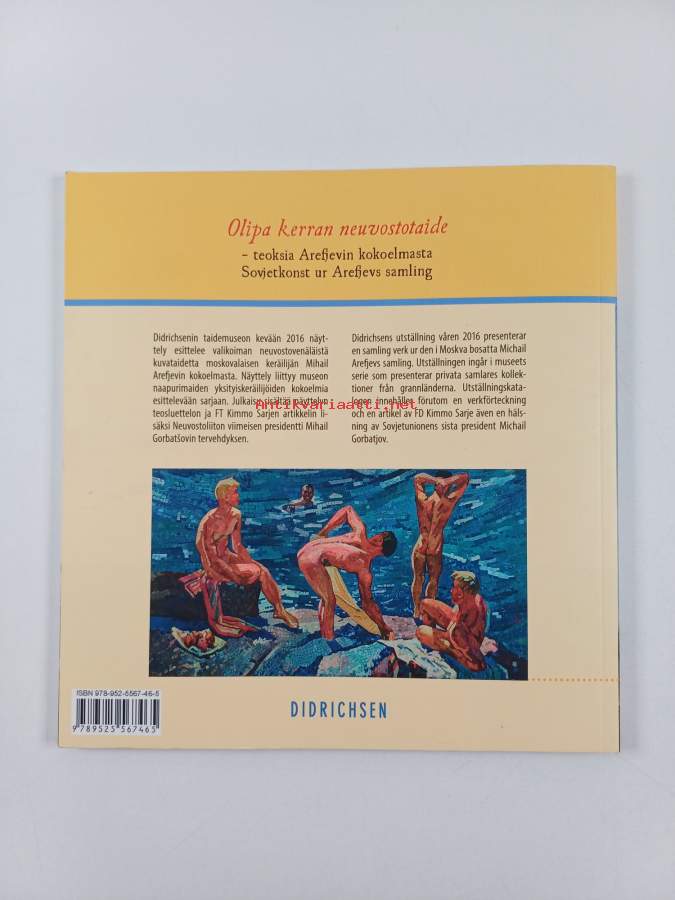 Olipa kerran neuvostotaide
– teoksia Arefjevin kokoelmasta
Sovjetkonst ur Arefjevs samling
Didrichsenin taidemuseon kevään 2016 näyt-
tely esittelee valikoiman neuvostovenäläistä
kuvataidetta moskovalaisen keräilijän Mihail
Arefjevin kokoelmasta. Näyttely liittyy museon
naapurimaiden yksityiskeräilijöiden kokoelmia
esittelevään sarjaan. Julkaisu sisältää näyttelyn
teosluettelon ja FT Kimmo Sarjen artikkelin li-
säksi Neuvostoliiton viimeisen presidentti Mihail
Gorbatšovin tervehdyksen.
Didrichsens utställning våren 2016 presenterar
en samling verk ur den i Moskva bosatta Michail
Arefjevs samling. Utställningen ingår i museets
serie som presenterar privata samlares kollek-
tioner från grannländerna. Utställningskata-
logen innehåller förutom en verkförteckning
och en artikel av FD Kimmo Sarje även en häls-
ning av Sovjetunionens sista president Michail
Gorbatjov.
Antikvariaatti.net
ISBN 978-952-5567-46-5
9 789525 567465
DIDRICHSEN